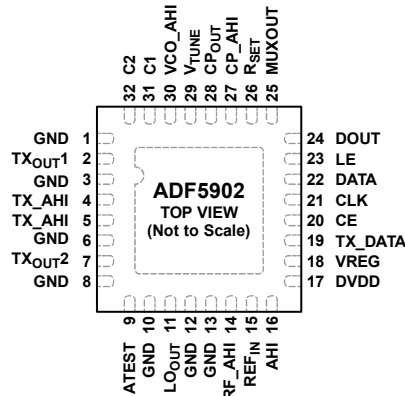 32 C2
31 C1
30 VCO_AHI
29 VTUNE
28 CPOUT
27 CP_AHI
26 RSET
25 MUXOUT
GND 1
TXOUT1 2
GND 3
TX_AHI 4
TX_AHI 5
GND 6
TXOUT2 7
GND 8
ADF5902
TOP VIEW
(Not to Scale)
24 DOUT
23 LE
22 DATA
21 CLK
20 CE
19 TX_DATA
18 VREG
17 DVDD
ATEST 9
GND 10
LOOUT 11
GND 12
GND 13
RF_AHI 14
REFIN 15
AHI 16